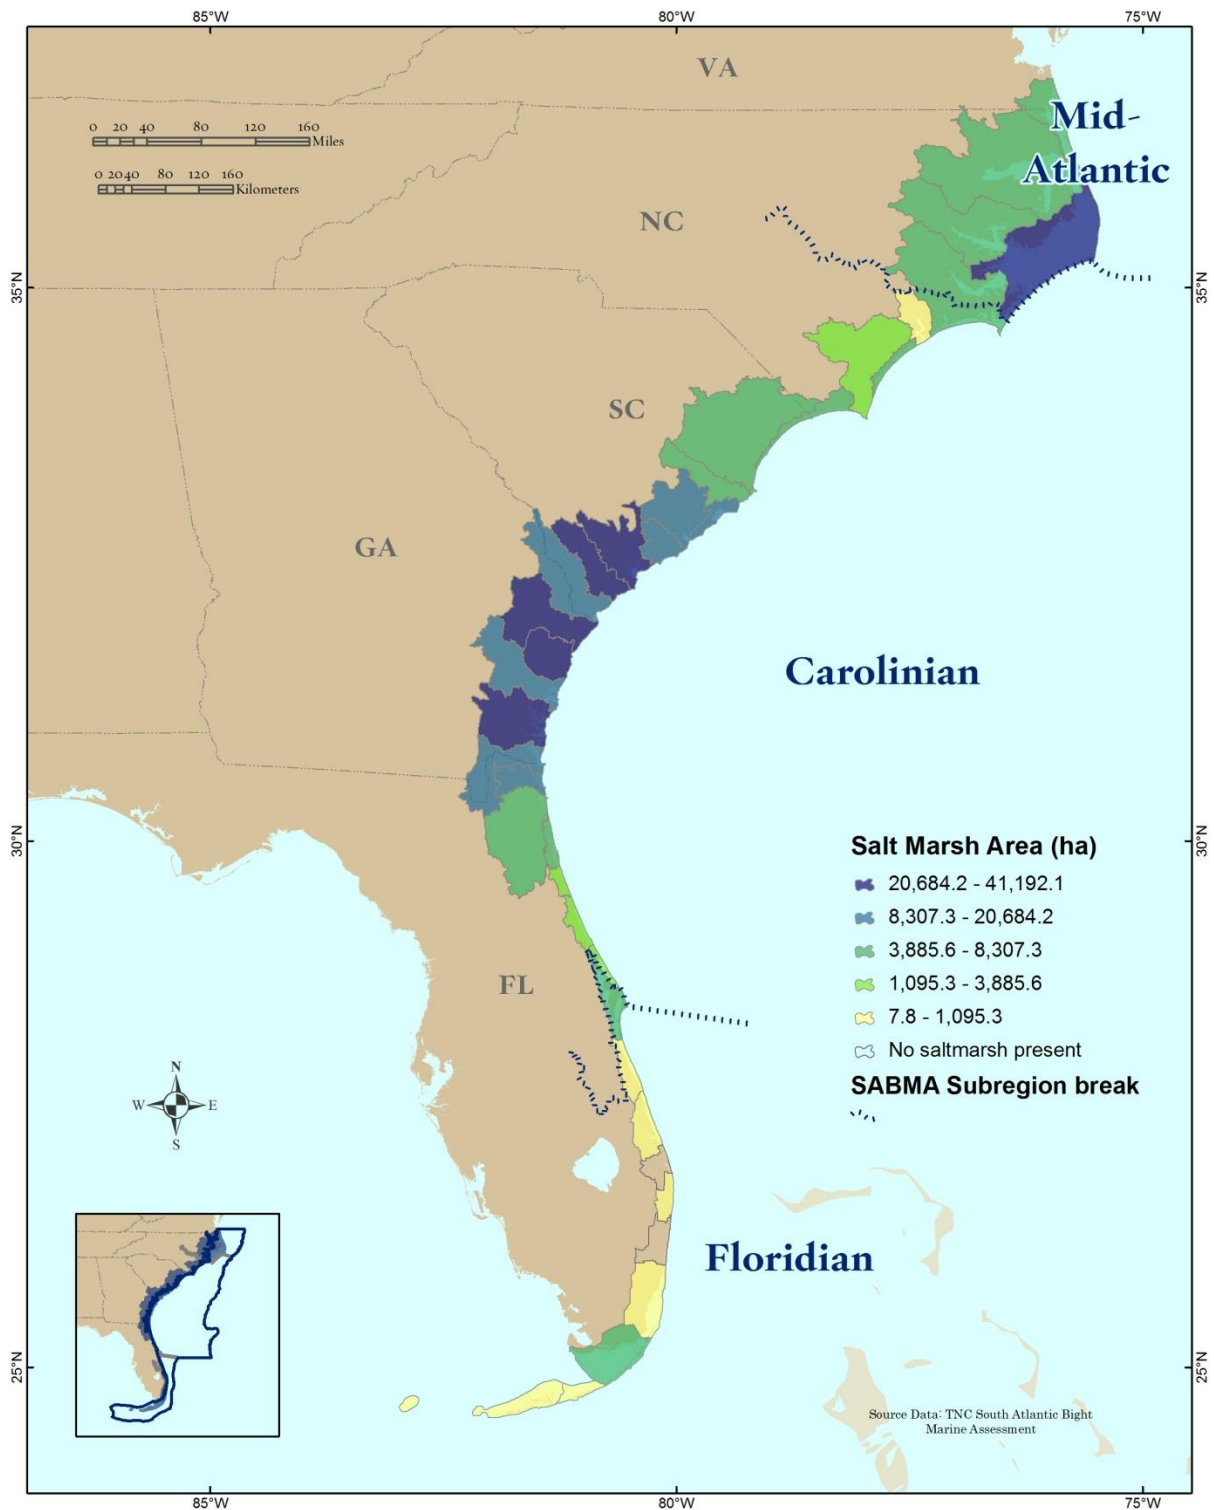 85°W 80°W 75°W
VA
Mid-
Atlantic
0 20 40 80 120 160
Miles
0 20 40 80 120 160
Kilometers
NC
35°N 35°N
SC
GA
Carolinian
30°N 30°N
Salt Marsh Area (ha)
20,684.2 - 41,192.1
8,307.3 - 20,684.2
3,885.6 - 8,307.3
1,095.3 - 3,885.6
7.8 - 1,095.3
No saltmarsh present
SABMA Subregion break
FL
N
W E
S
Floridian
25°N 25°N
Source Data: TNC South Atlantic Bight
Marine Assessment
85°W 80°W 75°W